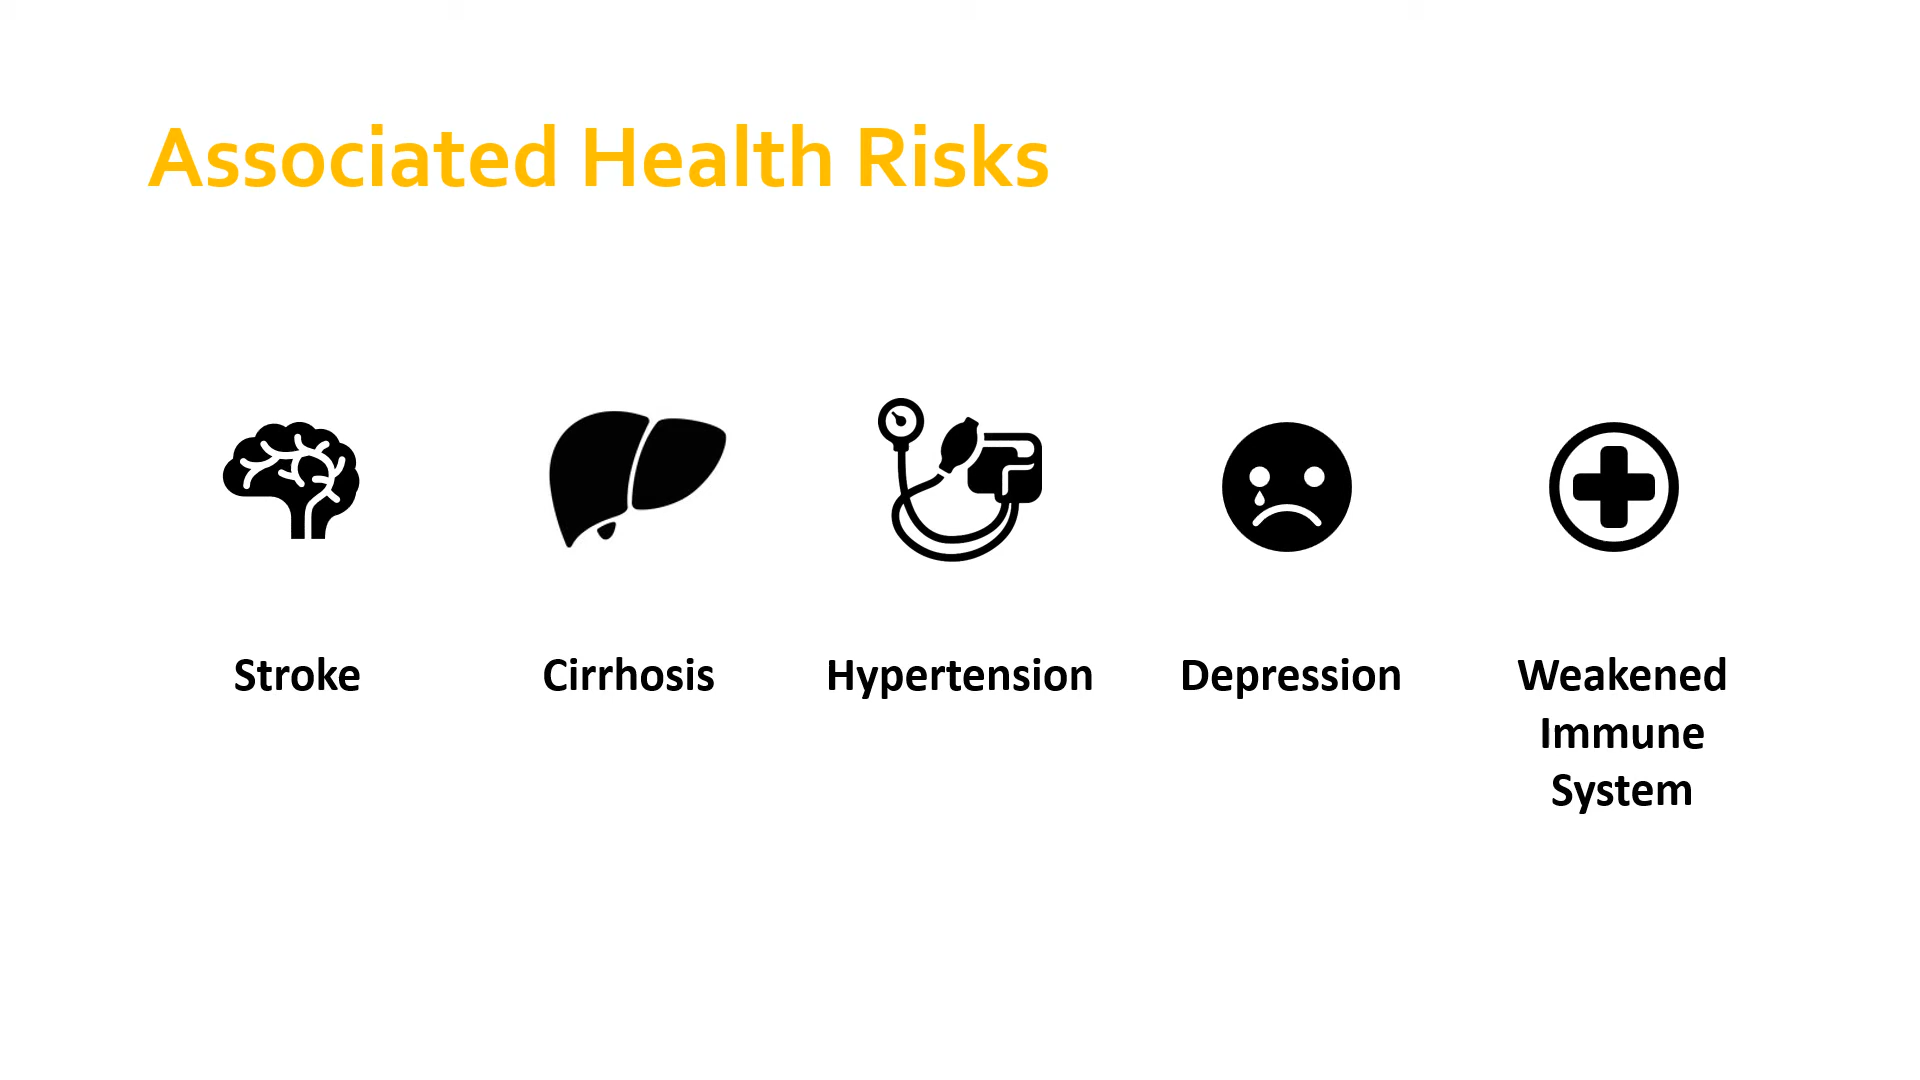 Associated Health Risks
Stroke
Cirrhosis
Hypertension
Depression
Weakened
Immune
System